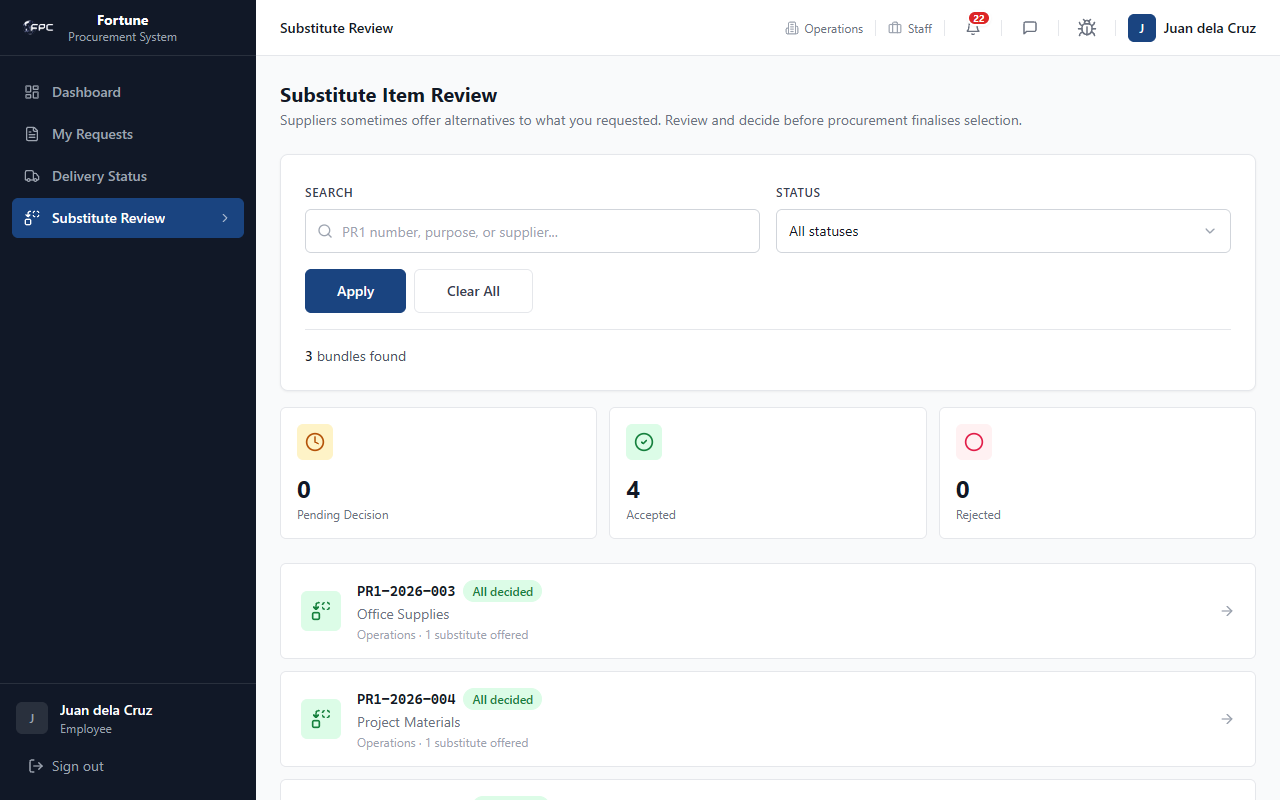 FPC
Fortune
Procurement System
Dashboard
My Requests
Delivery Status
Substitute Review
J
Juan dela Cruz
Employee
Sign out
Substitute Review
Operations
Staff
22
J
Juan dela Cruz
Substitute Item Review
Suppliers sometimes offer alternatives to what you requested. Review and decide before procurement finalises selection.
SEARCH
PR1 number, purpose, or supplier...
STATUS
All statuses
Apply
Clear All
3 bundles found
0
Pending Decision
4
Accepted
0
Rejected
PR1-2026-003
All decided
Office Supplies
Operations · 1 substitute offered
PR1-2026-004
All decided
Project Materials
Operations · 1 substitute offered